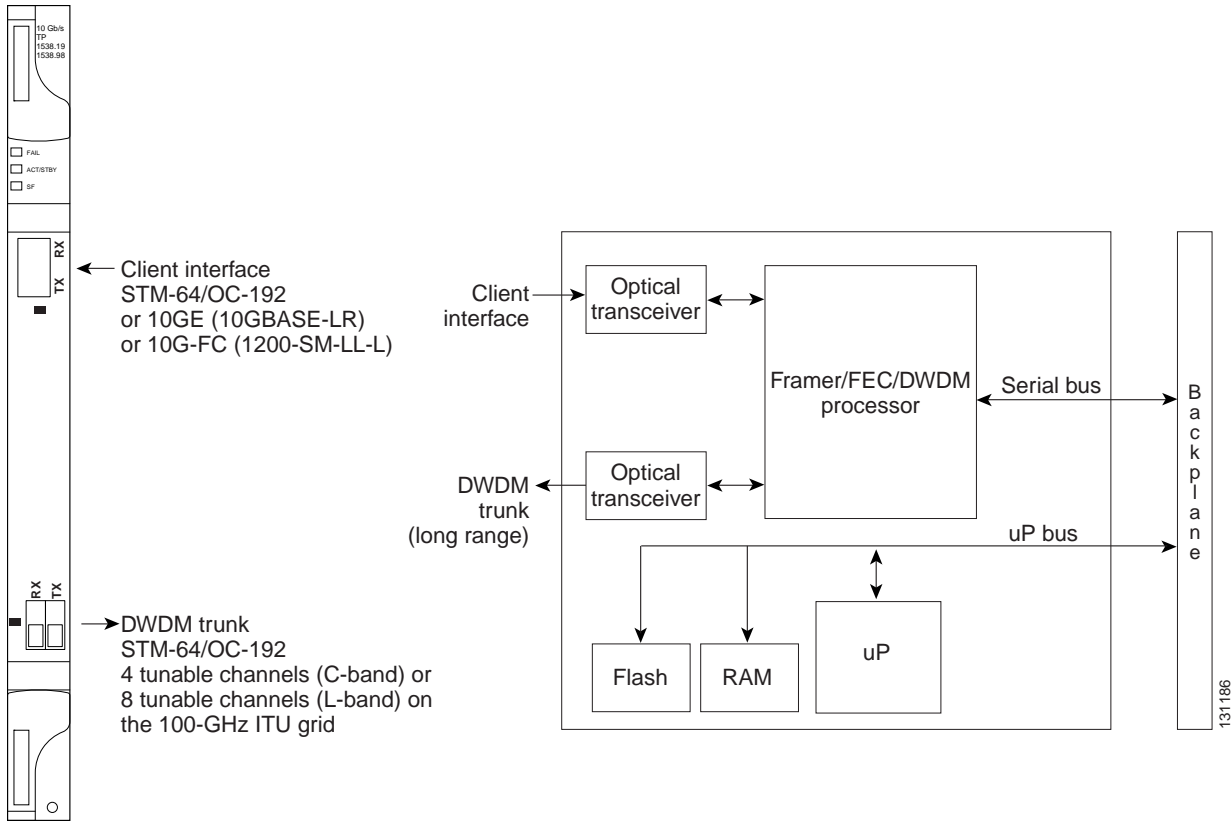 10 Gb/s
TP
1538.19
1538.98
FAIL
ACT/STBY
SF
RX
TX
Client interface
STM-64/OC-192
or 10GE (10GBASE-LR)
or 10G-FC (1200-SM-LL-L)
RX
TX
DWDM trunk
STM-64/OC-192
4 tunable channels (C-band) or
8 tunable channels (L-band) on
the 100-GHz ITU grid
Client
interface
Optical
transceiver
Framer/FEC/DWDM
processor
Serial bus
DWDM
trunk
(long range)
Optical
transceiver
uP bus
Flash
RAM
uP
Backplane
131186